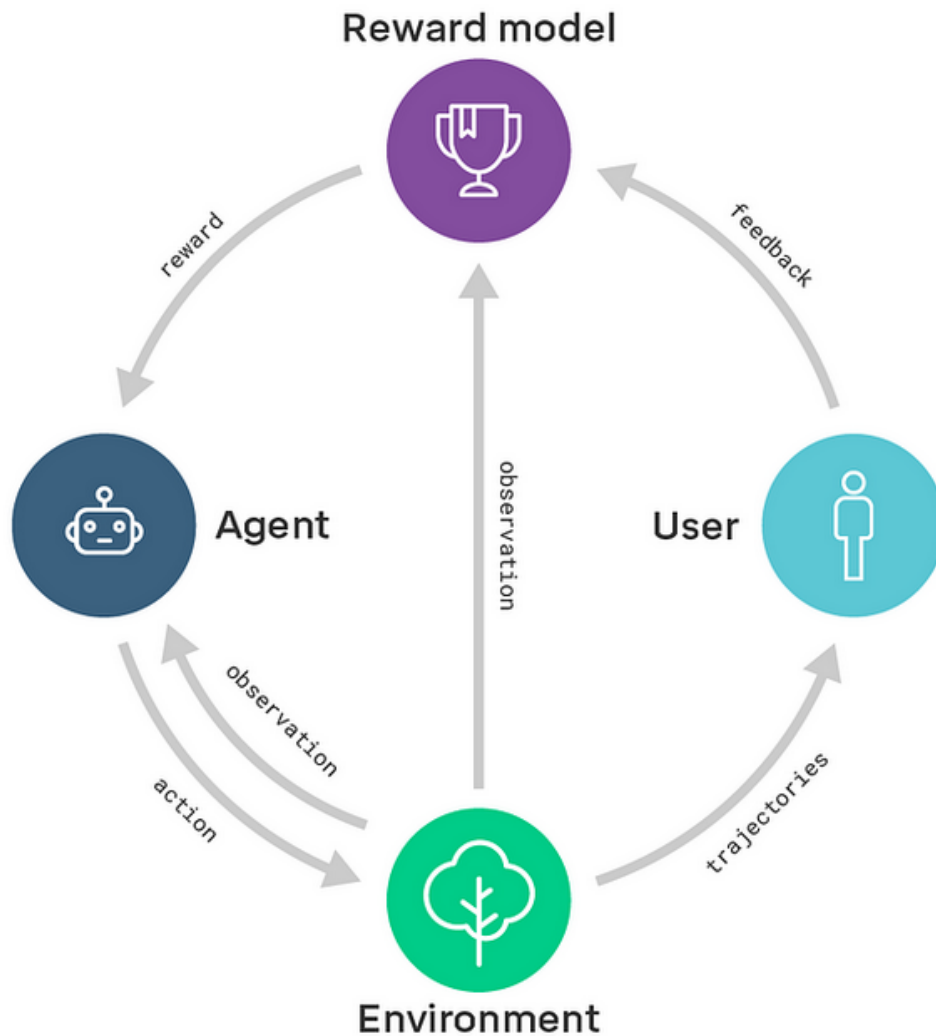 Reward model
reward
feedback
observation
Agent
User
observation
action
trajectories
Environment